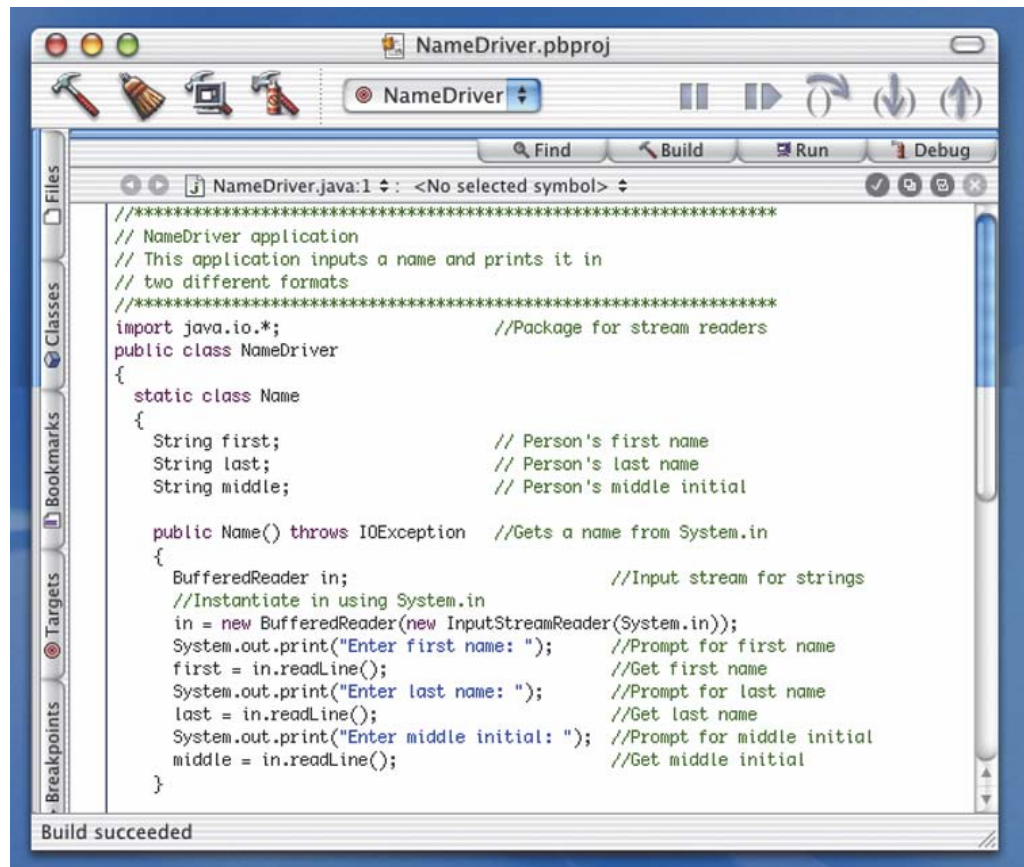 NameDriver.pbproj
NameDriver
Find Build Run Debug
NameDriver.java:1 : <No selected symbol>
Files
Classes
Bookmarks
Targets
Breakpoints
//******************************************************************
// NameDriver application
// This application inputs a name and prints it in
// two different formats
//******************************************************************
import java.io.*; //Package for stream readers
public class NameDriver
{
static class Name
{
String first; // Person's first name
String last; // Person's last name
String middle; // Person's middle initial
public Name() throws IOException //Gets a name from System.in
{
BufferedReader in; //Input stream for strings
//Instantiate in using System.in
in = new BufferedReader(new InputStreamReader(System.in));
System.out.print("Enter first name: "); //Prompt for first name
first = in.readLine(); //Get first name
System.out.print("Enter last name: "); //Prompt for last name
last = in.readLine(); //Get last name
System.out.print("Enter middle initial: "); //Prompt for middle initial
middle = in.readLine(); //Get middle initial
}
Build succeeded